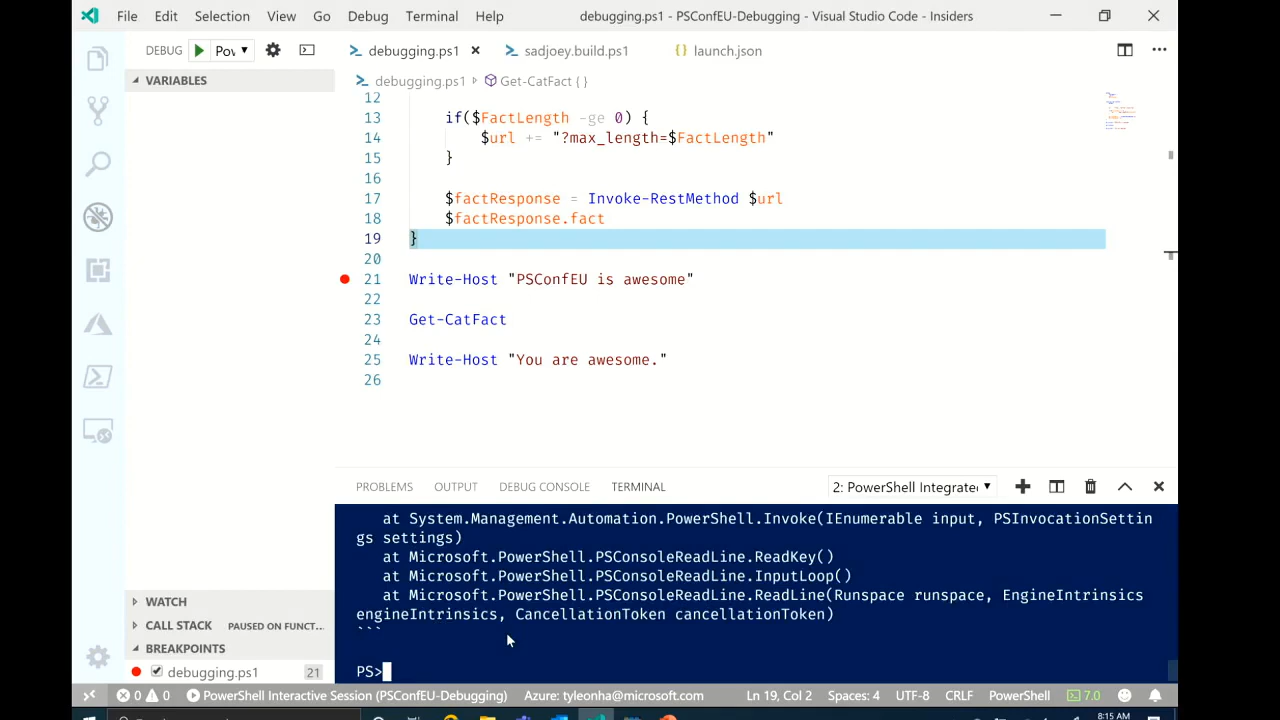 File Edit Selection View Go Debug Terminal Help debugging.ps1 - PSConfEU-Debugging - Visual Studio Code - Insiders
DEBUG Pov debugging.ps1 sadjoey.build.ps1 {} launch.json
VARIABLES
debugging.ps1 Get-CatFact { }
12
13 if($FactLength -ge 0) {
14 $url += "?max_length=$FactLength"
15 }
16
17 $factResponse = Invoke-RestMethod $url
18 $factResponse.fact
19 }
20
21 Write-Host "PSConfEU is awesome"
22
23 Get-CatFact
24
25 Write-Host "You are awesome."
26
PROBLEMS OUTPUT DEBUG CONSOLE TERMINAL 2: PowerShell Integrate
at System.Management.Automation.PowerShell.Invoke(IEnumerable input, PSInvocationSettin
gs settings)
at Microsoft.PowerShell.PSConsoleReadLine.ReadKey()
at Microsoft.PowerShell.PSConsoleReadLine.InputLoop()
at Microsoft.PowerShell.PSConsoleReadLine.ReadLine(Runspace runspace, EngineIntrinsics
engineIntrinsics, CancellationToken cancellationToken)
```
PS>
WATCH
CALL STACK PAUSED ON FUNCT...
BREAKPOINTS
debugging.ps1 21
0 0 PowerShell Interactive Session (PSConfEU-Debugging) Azure: tyleonha@microsoft.com Ln 19, Col 2 Spaces: 4 UTF-8 CRLF PowerShell 7.0
8:15 AM